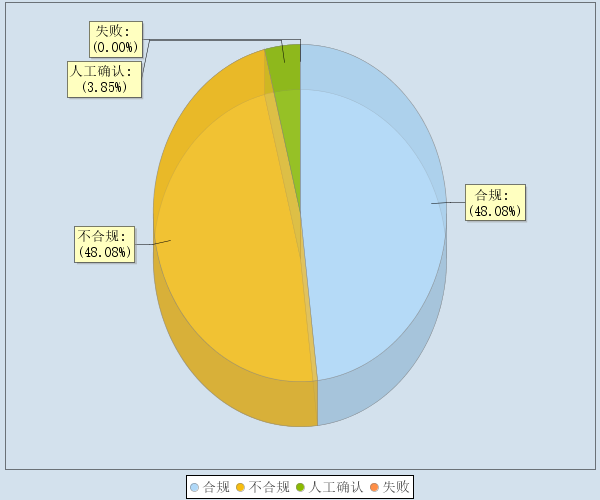 失败:
(0.00%)
人工确认:
(3.85%)
合规:
(48.08%)
不合规:
(48.08%)
合规 不合规 人工确认 失败